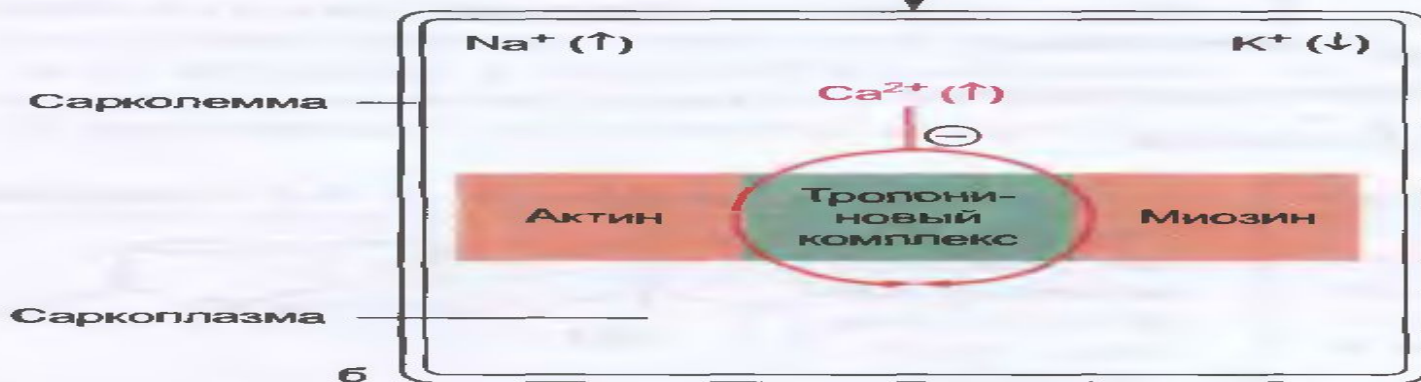 Na⁺ (↑)
K⁺ (↓)
Сарколемма
Ca²⁺ (↑)
−
Актин
Тропони-
новый
комплекс
Миозин
Саркоплазма
б